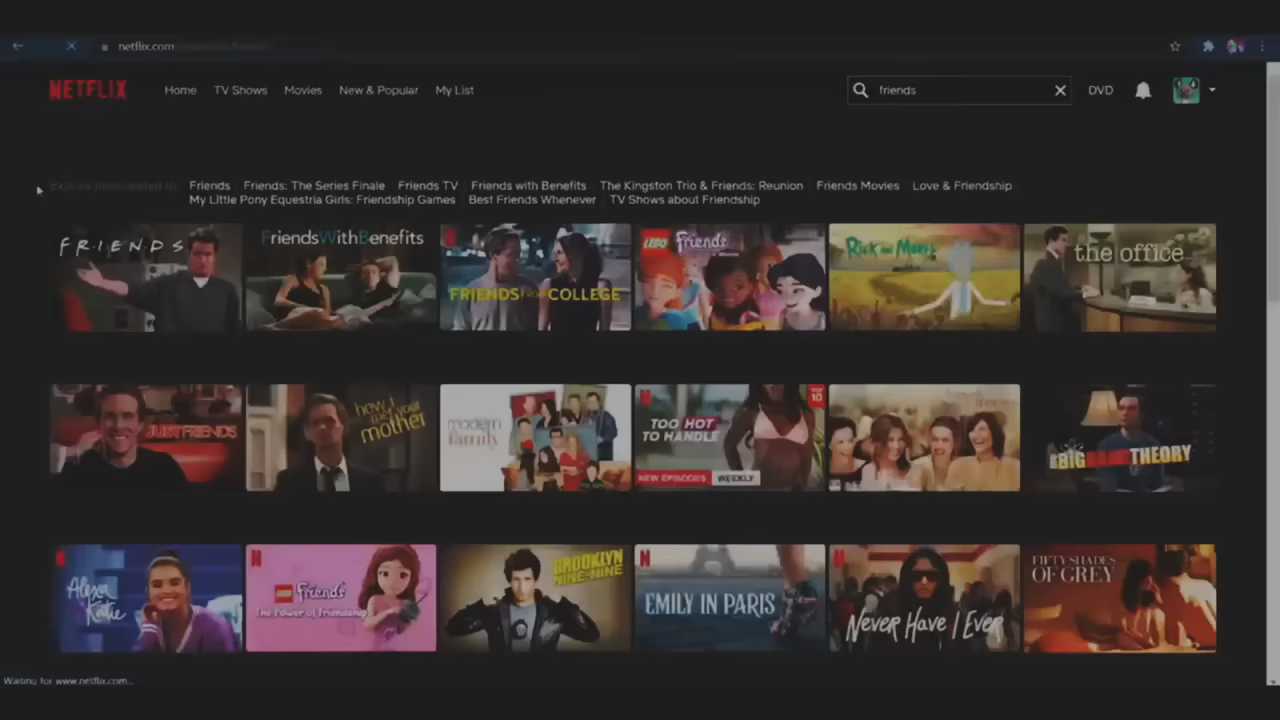 netflix.com
NETFLIX Home TV Shows Movies New & Popular My List friends DVD
Friends Friends: The Series Finale Friends TV Friends with Benefits The Kingston Trio & Friends: Reunion Friends Movies Love & Friendship
My Little Pony Equestria Girls: Friendship Games Best Friends Whenever TV Shows about Friendship
FRIENDS
FriendsWithBenefits
FRIENDS FROM COLLEGE
LEGO Friends
Rick and Morty
the office
JUST FRIENDS
how i met your mother
modern family
TOO HOT
TO HANDLE
TOP 10
NEW EPISODES WEEKLY
BIG BANG THEORY
Alexa
Katie
LEGO Friends
The Power of Friendship
BROOKLYN
NINE-NINE
EMILY IN PARIS
Never Have I Ever
FIFTY SHADES
OF GREY
Waiting for www.netflix.com...